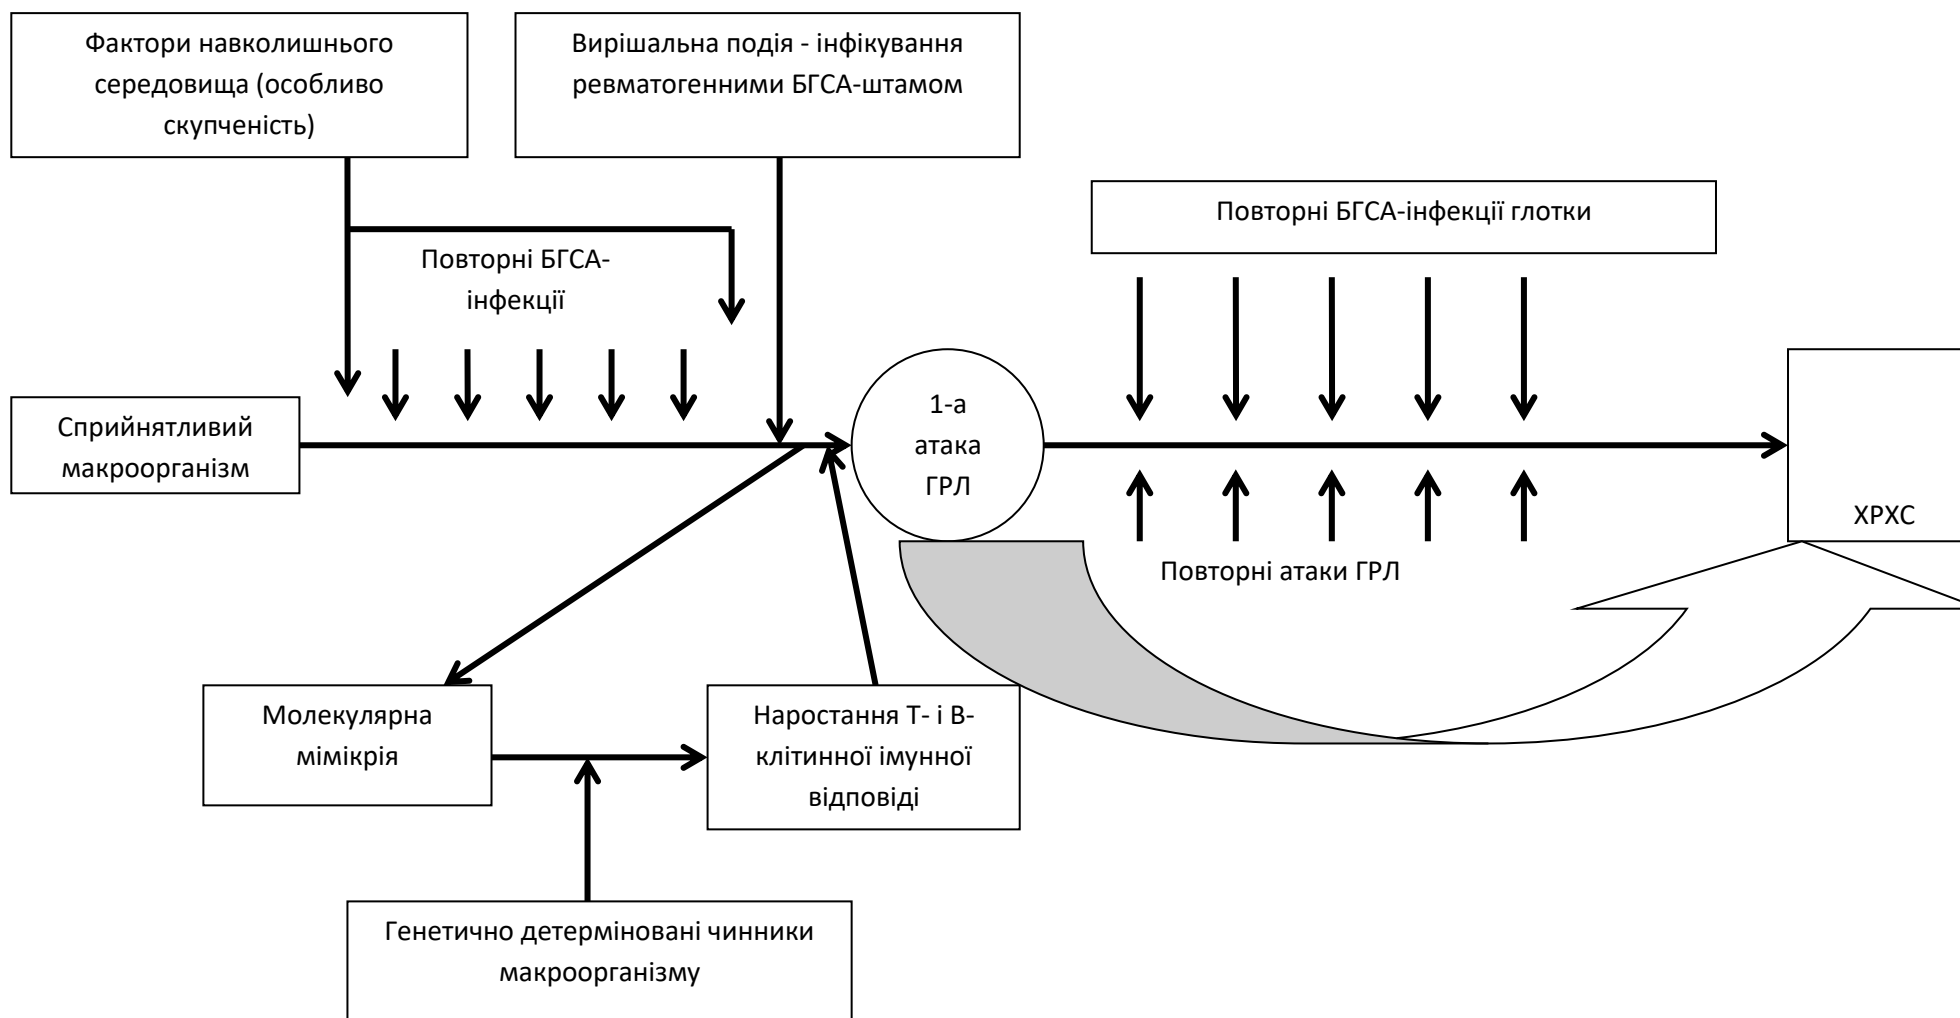 Фактори навколишнього
середовища (особливо
скупченість)
Вирішальна подія - інфікування
ревматогенними БГСА-штамом
Повторні БГСА-інфекції глотки
Повторні БГСА-
інфекції
Сприйнятливий
макроорганізм
1-а
атака
ГРЛ
ХРХС
Повторні атаки ГРЛ
Молекулярна
мімікрія
Наростання Т- і В-
клітинної імунної
відповіді
Генетично детерміновані чинники
макроорганізму